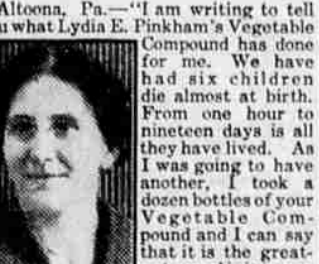 Altoona, Pa.—"I am writing to tell
u what Lydia E. Pinkham's Vegetable
Compound has done
for me. We have
had six children
die almost at birth.
From one hour to
nineteen days is all
they have lived. As
I was going to have
another, I took a
dozen bottles of your
Vegetable Com-
pound and I can say
that it is the great-